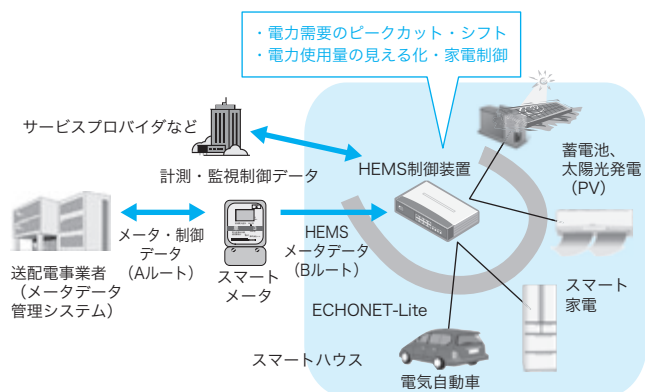 ・電力需要のピークカット・シフト
・電力使用量の見える化・家電制御
サービスプロバイダなど
計測・監視制御データ
HEMS制御装置
蓄電池、
太陽光発電
（PV）
メータ・制御
データ
（Aルート）
スマート
メータ
HEMS
メータデータ
（Bルート）
送配電事業者
（メータデータ
管理システム）
スマート
家電
ECHONET-Lite
スマートハウス
電気自動車